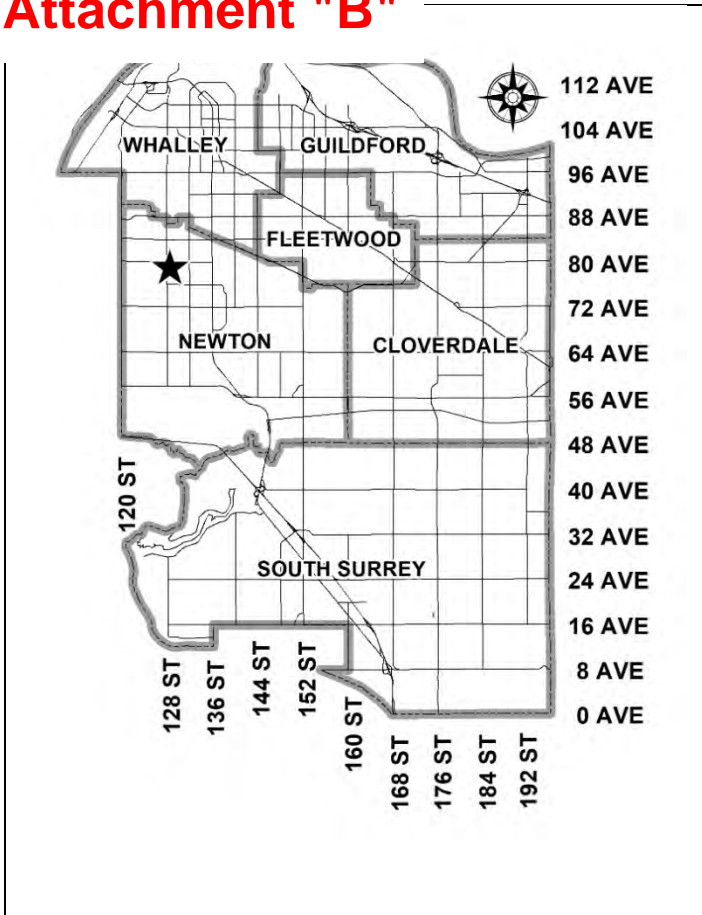 Attachment "B"
112 AVE
104 AVE
WHALLEY
GUILDFORD
96 AVE
88 AVE
FLEETWOOD
80 AVE
72 AVE
NEWTON
CLOVERDALE
64 AVE
56 AVE
48 AVE
120 ST
40 AVE
32 AVE
SOUTH SURREY
24 AVE
16 AVE
8 AVE
128 ST
136 ST
144 ST
152 ST
160 ST
0 AVE
168 ST
176 ST
184 ST
192 ST